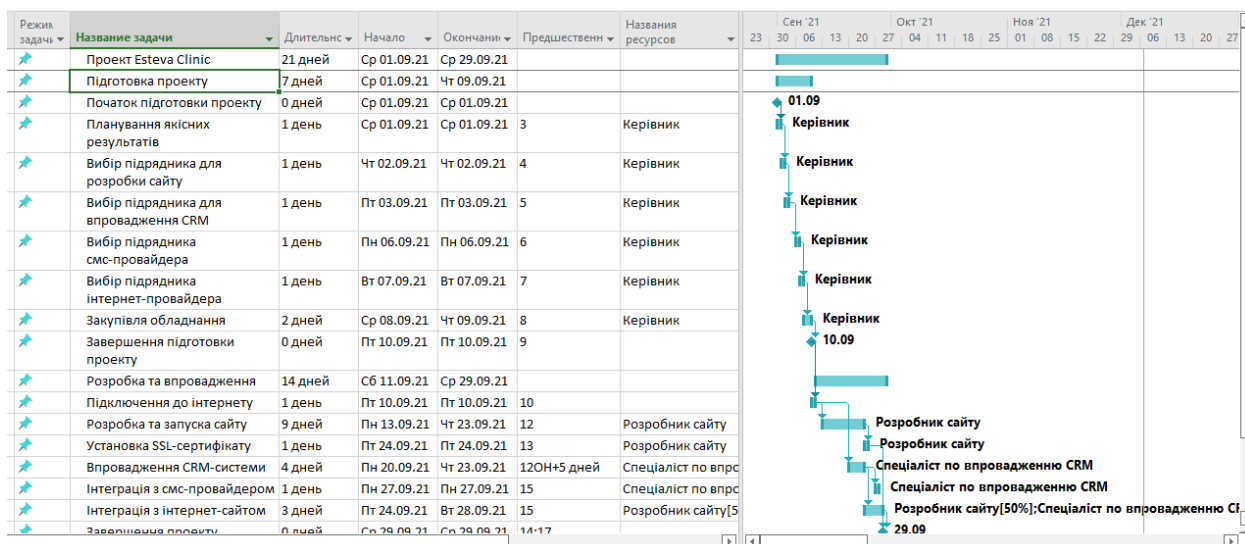 Режим задачи Название задачи Длительнс Начало Окончани Предшественн Названия ресурсов
Сен '21 Окт '21 Ноя '21 Дек '21
23 30 06 13 20 27 04 11 18 25 01 08 15 22 29 06 13 20 27
Проект Esteva Clinic 21 дней Ср 01.09.21 Ср 29.09.21
Підготовка проекту 7 дней Ср 01.09.21 Чт 09.09.21
Початок підготовки проекту 0 дней Ср 01.09.21 Ср 01.09.21 01.09
Планування якісних результатів 1 день Ср 01.09.21 Ср 01.09.21 3 Керівник Керівник
Вибір підрядника для розробки сайту 1 день Чт 02.09.21 Чт 02.09.21 4 Керівник Керівник
Вибір підрядника для впровадження CRM 1 день Пт 03.09.21 Пт 03.09.21 5 Керівник Керівник
Вибір підрядника смс-провайдера 1 день Пн 06.09.21 Пн 06.09.21 6 Керівник Керівник
Вибір підрядника інтернет-провайдера 1 день Вт 07.09.21 Вт 07.09.21 7 Керівник Керівник
Закупівля обладнання 2 дней Ср 08.09.21 Чт 09.09.21 8 Керівник Керівник
Завершення підготовки проекту 0 дней Пт 10.09.21 Пт 10.09.21 9 10.09
Розробка та впровадження 14 дней Сб 11.09.21 Ср 29.09.21
Підключення до інтернету 1 день Пт 10.09.21 Пт 10.09.21 10
Розробка та запуска сайту 9 дней Пн 13.09.21 Чт 23.09.21 12 Розробник сайту Розробник сайту
Установка SSL-сертифікату 1 день Пт 24.09.21 Пт 24.09.21 13 Розробник сайту Розробник сайту
Впровадження CRM-системи 4 дней Пн 20.09.21 Чт 23.09.21 12ОН+5 дней Спеціаліст по впрс Спеціаліст по впровадженню CRM
Інтеграція з смс-провайдером 1 день Пн 27.09.21 Пн 27.09.21 15 Спеціаліст по впрс Спеціаліст по впровадженню CRM
Інтеграція з інтернет-сайтом 3 дней Пт 24.09.21 Вт 28.09.21 15 Розробник сайту[5 Розробник сайту[50%];Спеціаліст по впровадженню CF
Завершення проекту 0 дней Ср 29.09.21 Ср 29.09.21 14;17 29.09